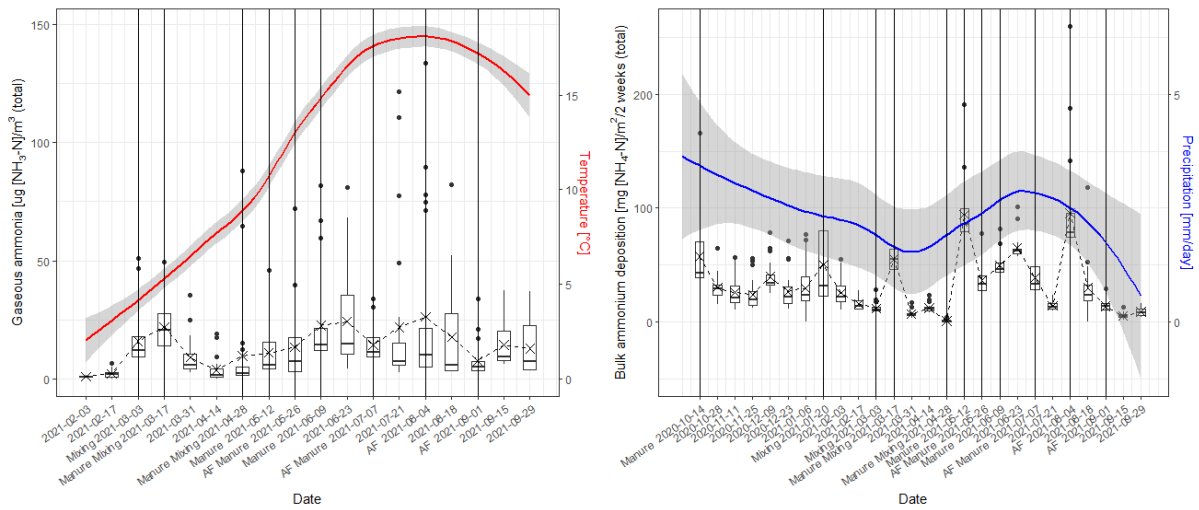 Gaseous ammonia [ug [NH₃-N]/m³ (total)
150
100
50
0
15
10
5
0
Temperature [°C]
2021-02-03
2021-02-17
Mixing 2021-03-03
Manure Mixing 2021-03-17
2021-03-31
2021-04-14
Manure Mixing 2021-04-28
Manure 2021-05-12
AF Manure 2021-05-26
Manure 2021-06-09
2021-06-23
AF Manure 2021-07-07
2021-07-21
AF 2021-08-04
2021-08-18
AF 2021-09-01
2021-09-15
2021-09-29
Date
Bulk ammonium deposition [mg [NH₄-N]/m²/2 weeks (total)
200
100
0
5
0
Precipitation [mm/day]
Manure 2020-10-14
2020-10-28
2020-11-11
2020-11-25
2020-12-09
2020-12-23
2021-01-06
Mixing 2021-01-20
2021-02-03
2021-02-17
Mixing 2021-03-03
Manure Mixing 2021-03-17
2021-03-31
2021-04-14
Manure Mixing 2021-04-28
Manure 2021-05-12
AF Manure 2021-05-26
Manure 2021-06-09
2021-06-23
AF Manure 2021-07-07
2021-07-21
AF 2021-08-04
2021-08-18
AF 2021-09-01
2021-09-15
2021-09-29
Date